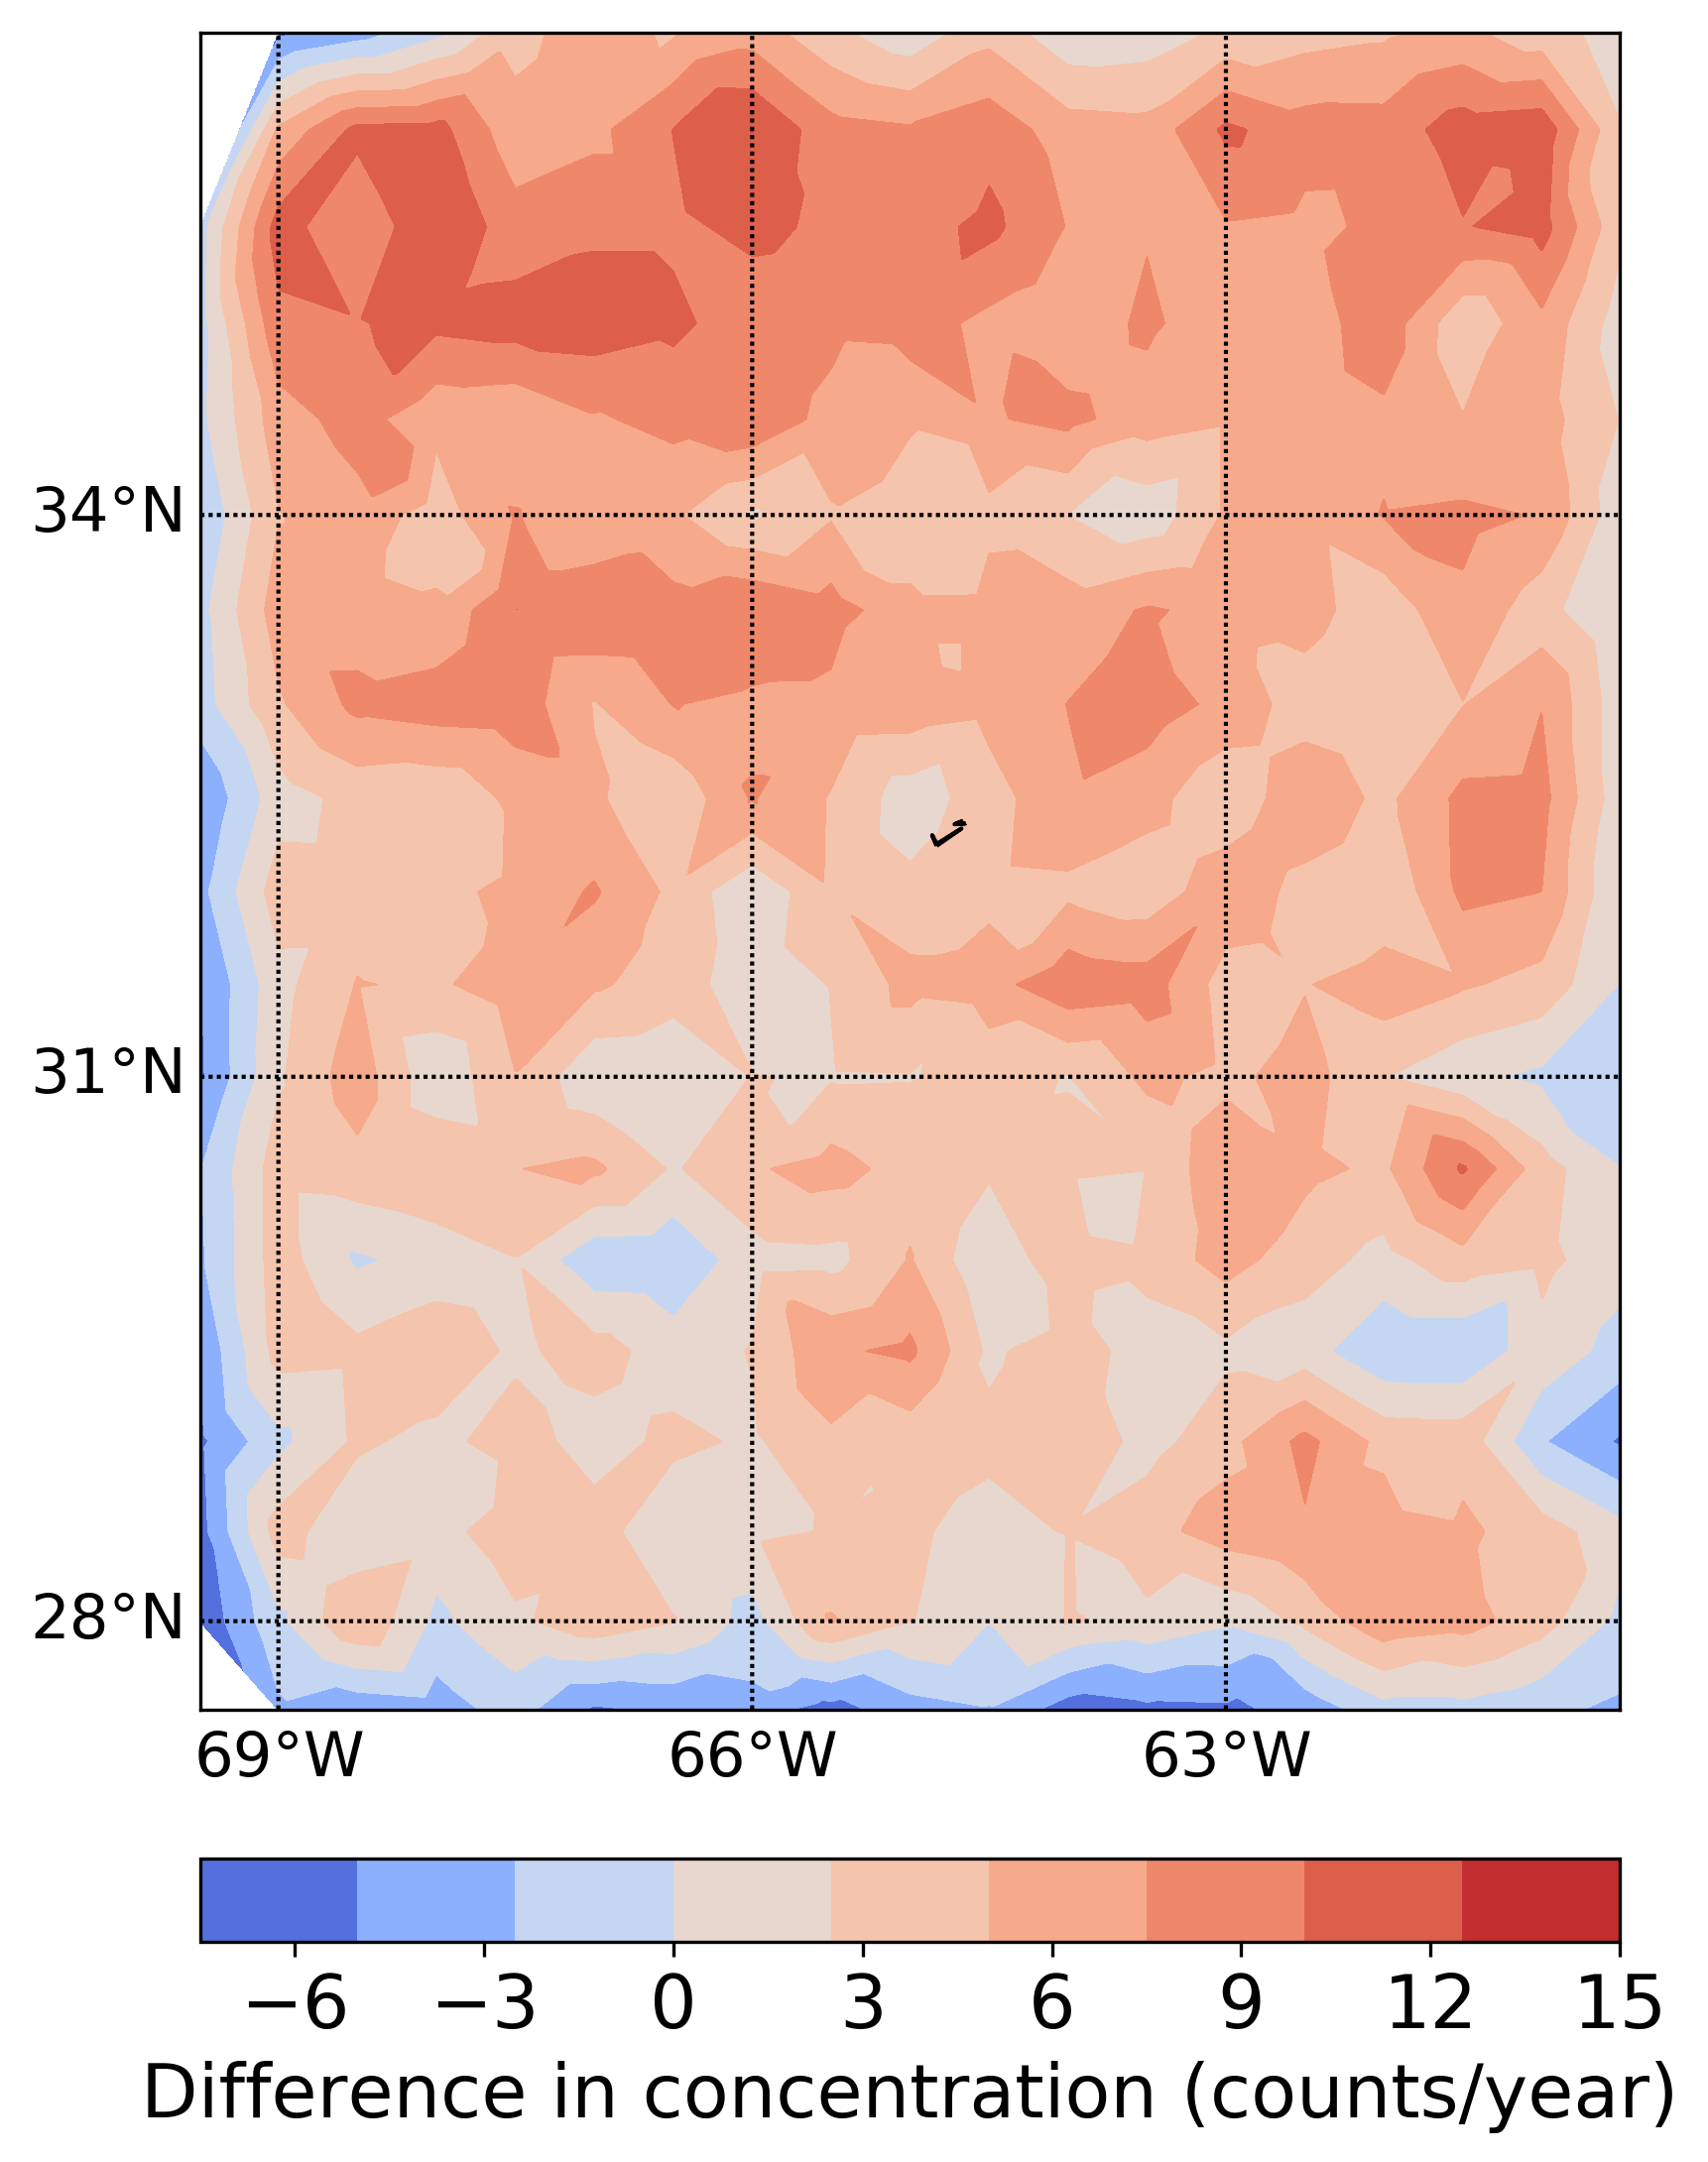 34°N
31°N
28°N
69°W 66°W 63°W
−6 −3 0 3 6 9 12 15
Difference in concentration (counts/year)